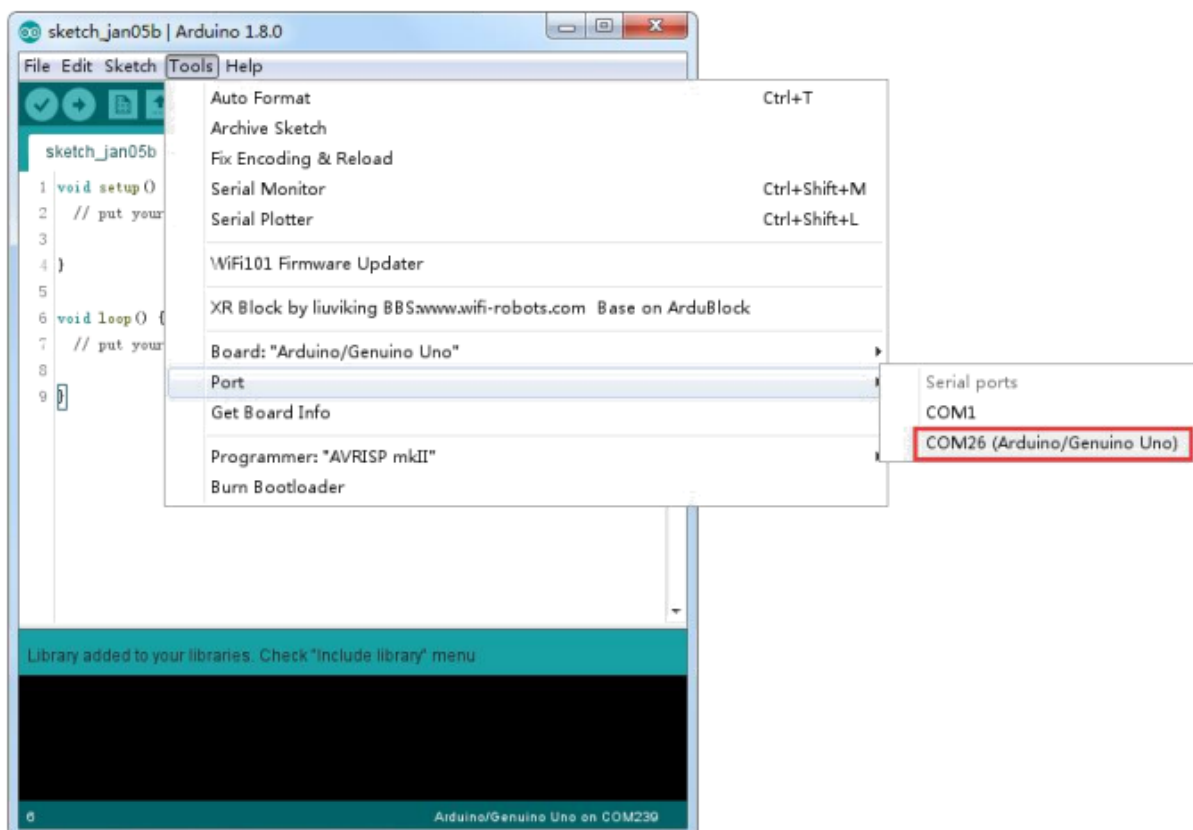 sketch_jan05b | Arduino 1.8.0
File Edit Sketch Tools Help
Auto Format Ctrl+T
Archive Sketch
sketch_jan05b
Fix Encoding & Reload
1 void setup()
Serial Monitor Ctrl+Shift+M
2 // put your
Serial Plotter Ctrl+Shift+L
3
4 }
WiFi101 Firmware Updater
5
XR Block by liuviking BBS:www.wifi-robots.com Base on ArduBlock
6 void loop() {
7 // put your
Board: "Arduino/Genuino Uno"
8
Port
Serial ports
9 }
Get Board Info
COM1
COM26 (Arduino/Genuino Uno)
Programmer: "AVRISP mkII"
Burn Bootloader
Library added to your libraries. Check "Include library" menu
6 Arduino/Genuino Uno on COM239